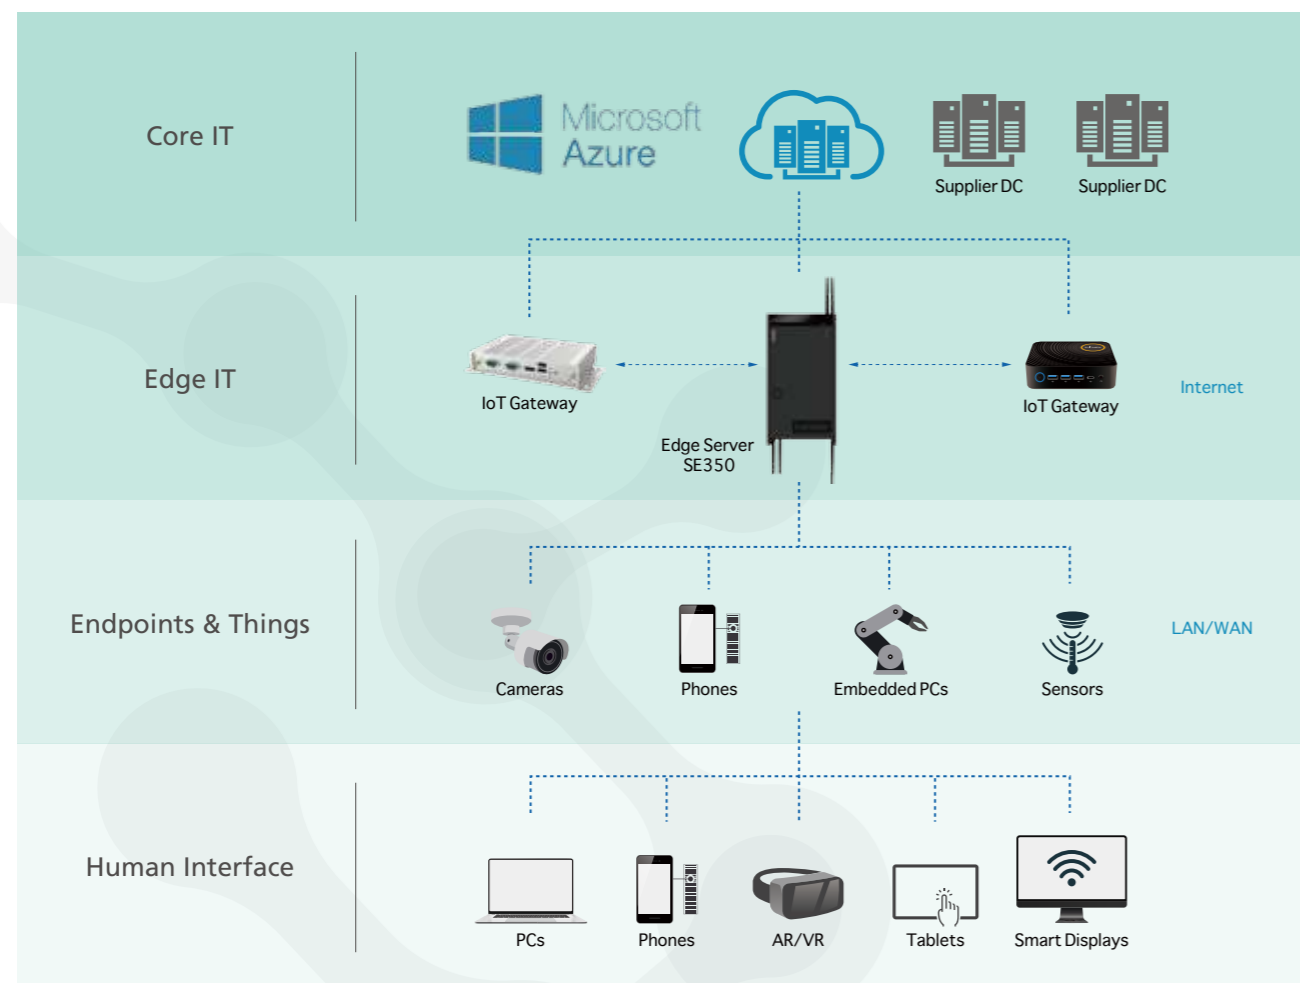 Core IT
Microsoft
Azure
Supplier DC
Supplier DC
Edge IT
IoT Gateway
Edge Server
SE350
IoT Gateway
Internet
Endpoints & Things
Cameras
Phones
Embedded PCs
Sensors
LAN/WAN
Human Interface
PCs
Phones
AR/VR
Tablets
Smart Displays